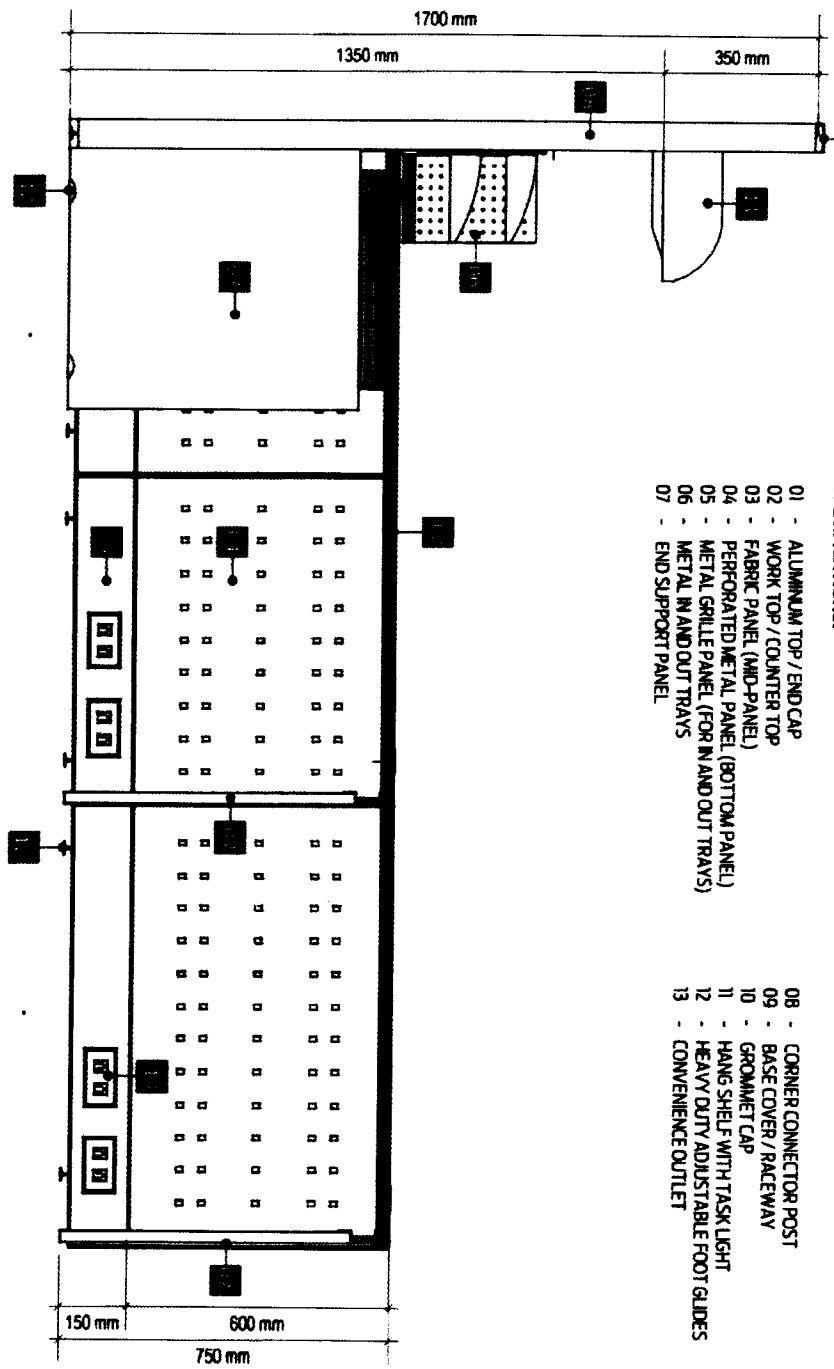 1700 mm
1350 mm
350 mm
01 - ALUMINUM TOP / END CAP
02 - WORK TOP / COUNTER TOP
03 - FABRIC PANEL (MID-PANEL)
04 - PERFORATED METAL PANEL (BOTTOM PANEL)
05 - METAL GRILLE PANEL (FOR IN AND OUT TRAYS)
06 - METAL IN AND OUT TRAYS
07 - END SUPPORT PANEL
08 - CORNER CONNECTOR POST
09 - BASE COVER / RACEWAY
10 - GROMMET CAP
11 - HANG SHELF WITH TASK LIGHT
12 - HEAVY DUTY ADJUSTABLE FOOT GLIDES
13 - CONVENIENCE OUTLET
150 mm
600 mm
750 mm